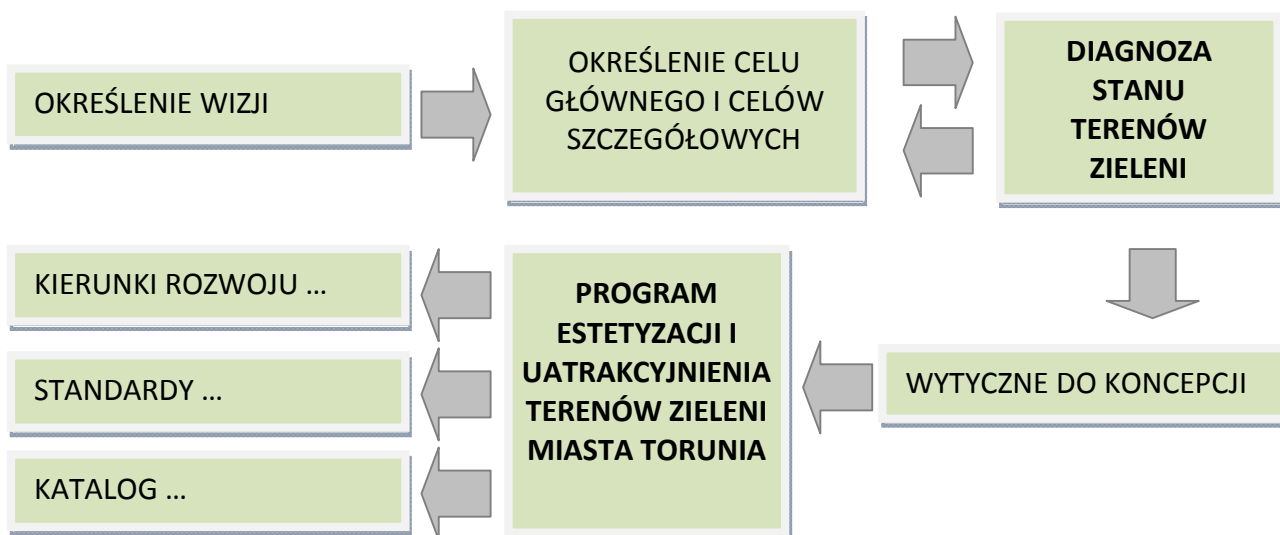 OKREŚLENIE WIZJI
OKREŚLENIE CELU
GŁÓWNEGO I CELÓW
SZCZEGÓŁOWYCH
DIAGNOZA
STANU
TERENÓW
ZIELENI
KIERUNKI ROZWOJU ...
STANDARDY ...
KATALOG ...
PROGRAM
ESTETYZACJI I
UATRAKCYJNIENIA
TERENÓW ZIELENI
MIASTA TORUNIA
WYTYCZNE DO KONCEPCJI